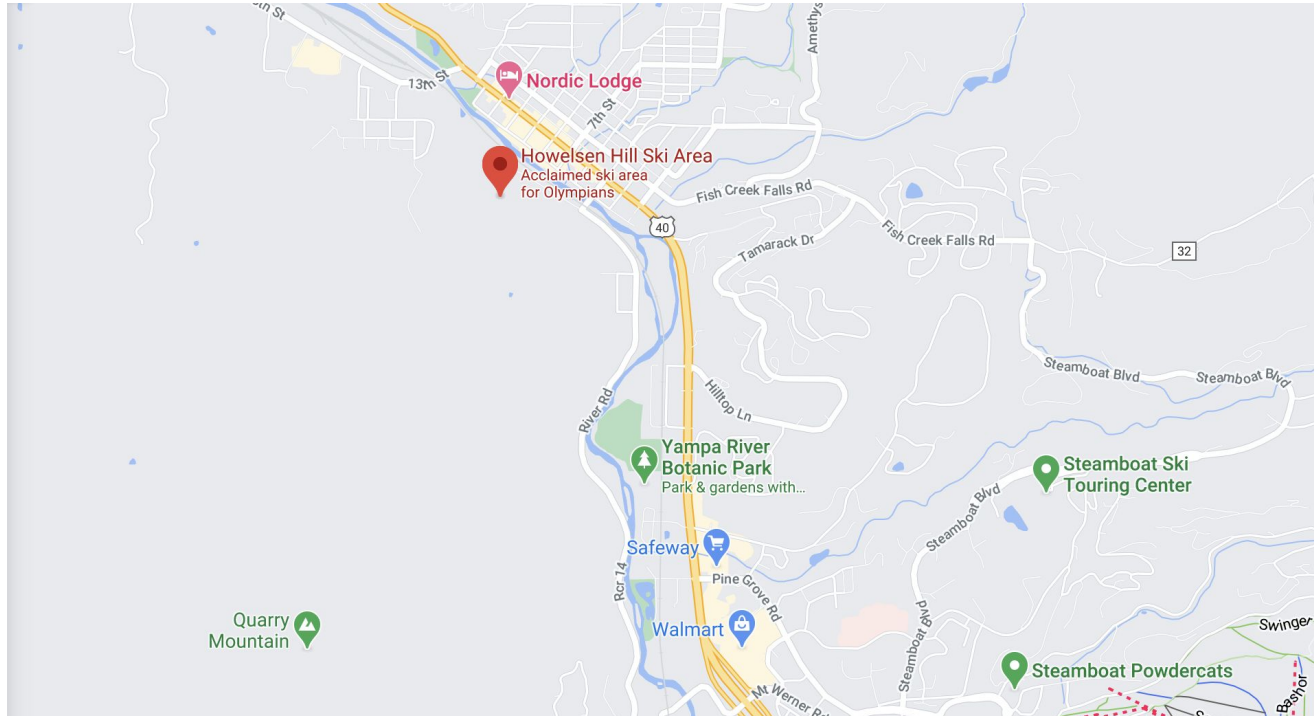 13th St
Nordic Lodge
7th St
Amethys
Howelsen Hill Ski Area
Acclaimed ski area
for Olympians
Fish Creek Falls Rd
40
Tamarack Dr
Fish Creek Falls Rd
32
Steamboat Blvd
Steamboat Blvd
River Rd
Hilltop Ln
Yampa River
Botanic Park
Park & gardens with...
Steamboat Ski
Touring Center
Steamboat Blvd
Safeway
Rcr 14
Pine Grove Rd
Quarry
Mountain
Walmart
Steamboat Blvd
Swinger
Steamboat Powdercats
Mt Werner Rd
Bashor